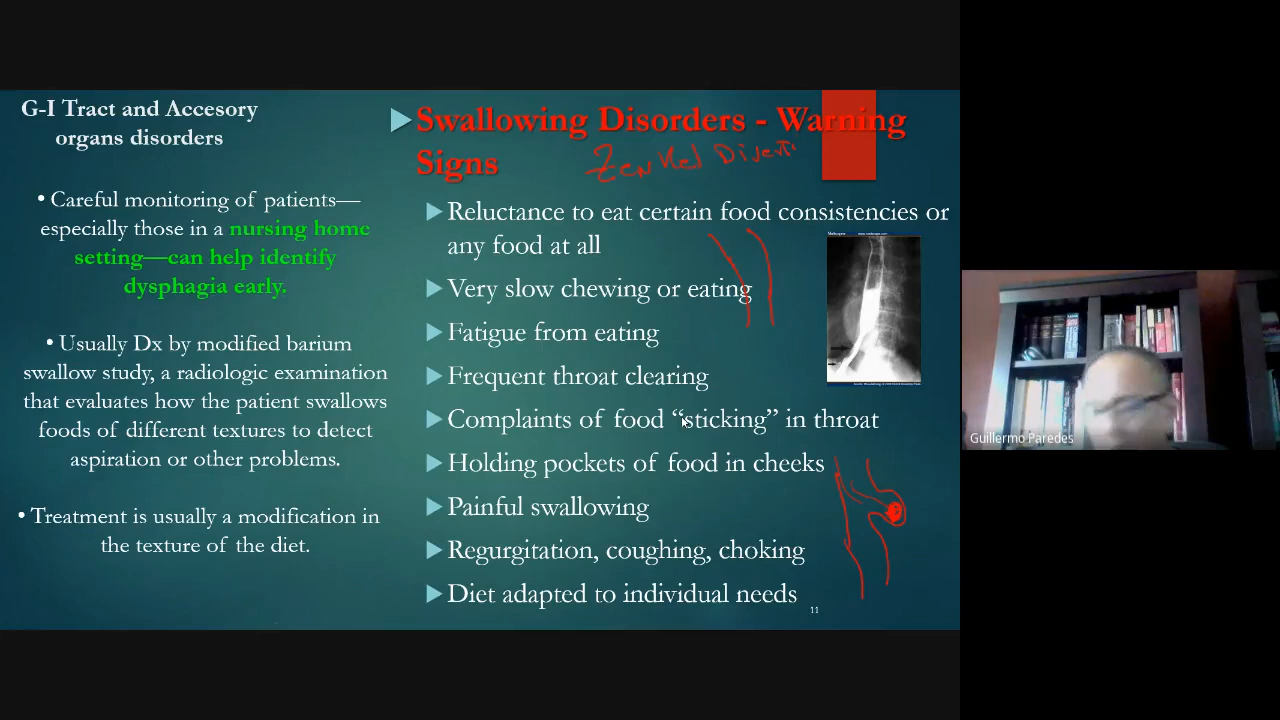 G-I Tract and Accesory
organs disorders
• Careful monitoring of patients—
especially those in a nursing home
setting—can help identify
dysphagia early.
• Usually Dx by modified barium
swallow study, a radiologic examination
that evaluates how the patient swallows
foods of different textures to detect
aspiration or other problems.
• Treatment is usually a modification in
the texture of the diet.
Swallowing Disorders - Warning
Signs
Zenkel Diverti
Reluctance to eat certain food consistencies or
any food at all
Very slow chewing or eating
Fatigue from eating
Frequent throat clearing
Complaints of food “sticking” in throat
Holding pockets of food in cheeks
Painful swallowing
Regurgitation, coughing, choking
Diet adapted to individual needs
11
Guillermo Paredes